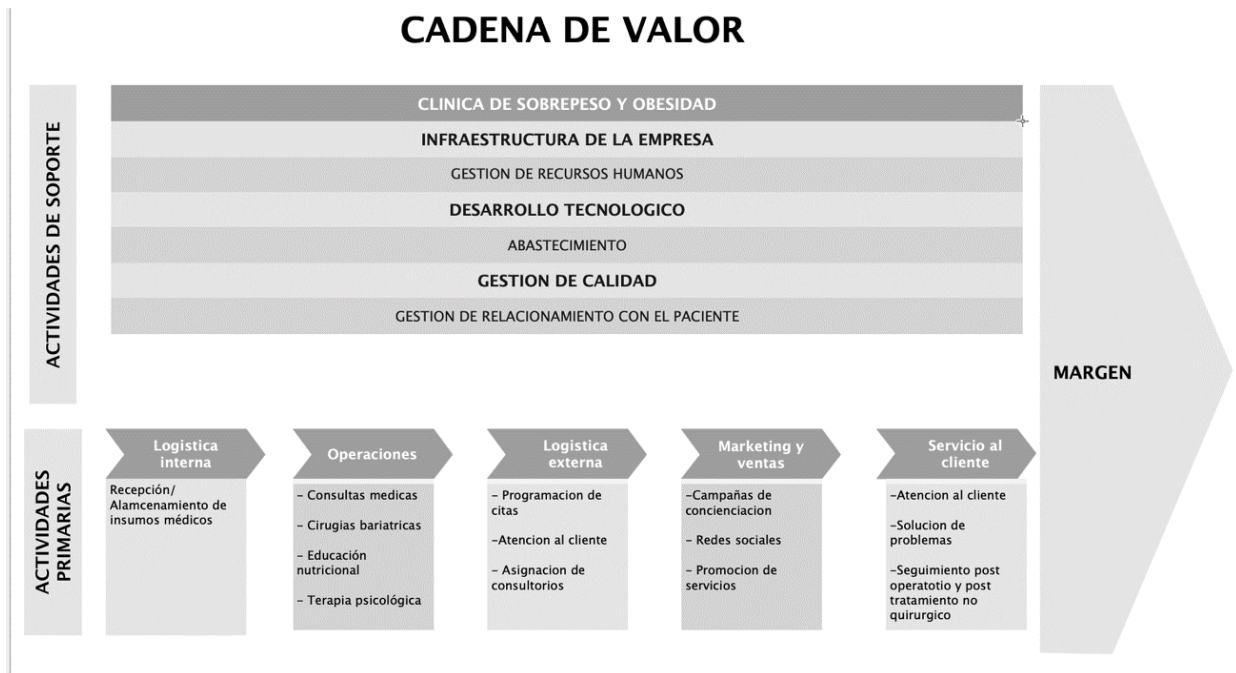 CADENA DE VALOR
ACTIVIDADES DE SOPORTE
CLINICA DE SOBREPESO Y OBESIDAD
INFRAESTRUCTURA DE LA EMPRESA
GESTION DE RECURSOS HUMANOS
DESARROLLO TECNOLOGICO
ABASTECIMIENTO
GESTION DE CALIDAD
GESTION DE RELACIONAMIENTO CON EL PACIENTE
MARGEN
ACTIVIDADES
PRIMARIAS
Logistica
interna
Recepción/
Alamcenamiento de
insumos médicos
Operaciones
- Consultas medicas
- Cirugias bariatricas
- Educación
nutricional
- Terapia psicológica
Logistica
externa
- Programacion de
citas
-Atencion al cliente
- Asignacion de
consultorios
Marketing y
ventas
-Campañas de
concienciacion
- Redes sociales
- Promocion de
servicios
Servicio al
cliente
-Atencion al cliente
-Solucion de
problemas
-Seguimiento post
operatotio y post
tratamiento no
quirurgico